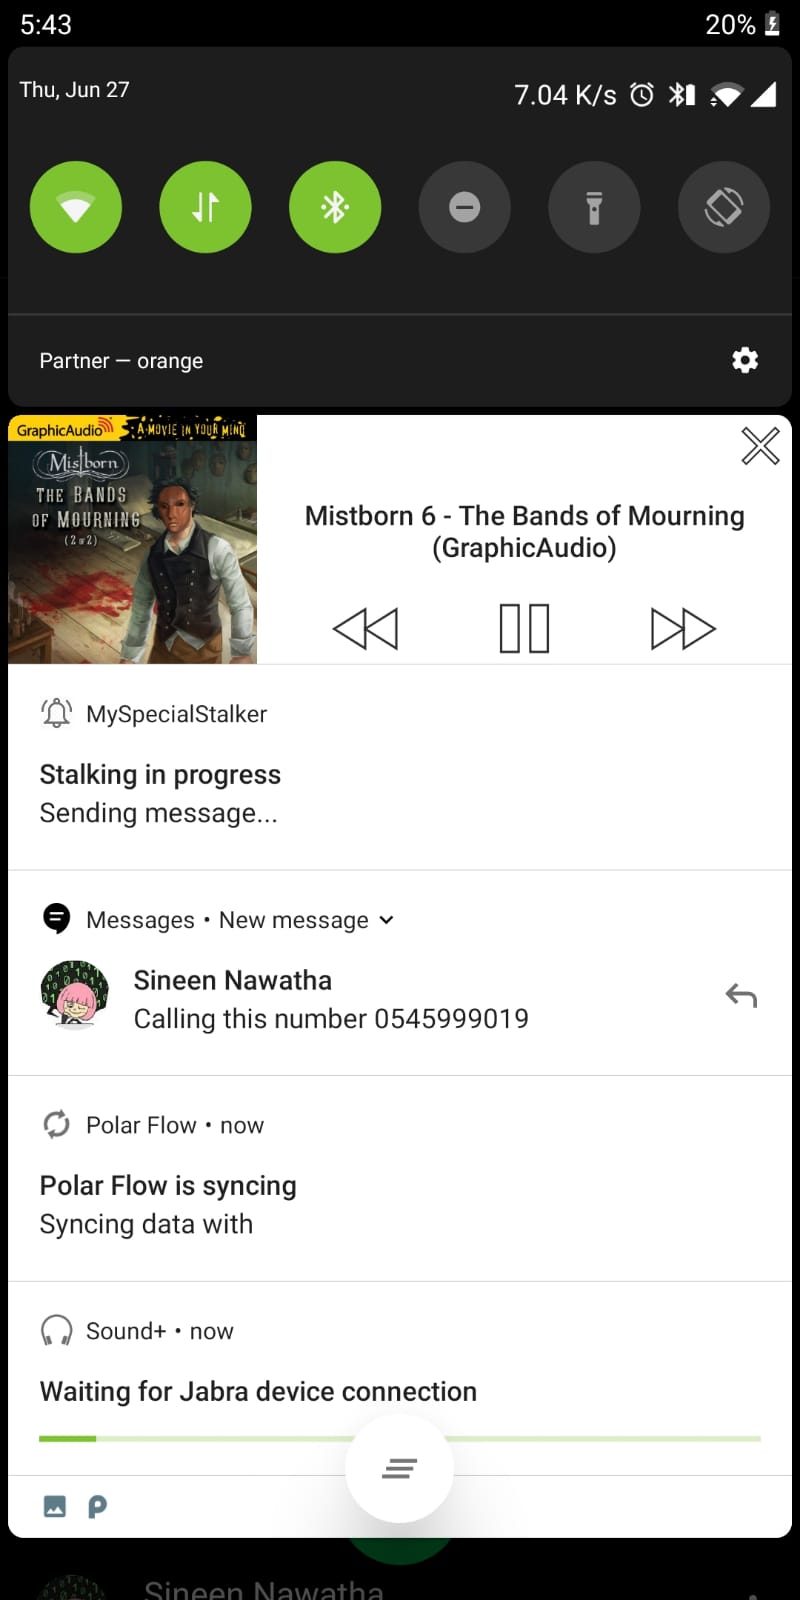 5:43
20%
Thu, Jun 27
7.04 K/s
Partner — orange
GraphicAudio
A MOVIE IN YOUR MIND
Mistborn
THE BANDS
OF MOURNING
(2 of 2)
Mistborn 6 - The Bands of Mourning
(GraphicAudio)
MySpecialStalker
Stalking in progress
Sending message...
Messages • New message
Sineen Nawatha
Calling this number 0545999019
Polar Flow • now
Polar Flow is syncing
Syncing data with
Sound+ • now
Waiting for Jabra device connection
Sineen Nawatha